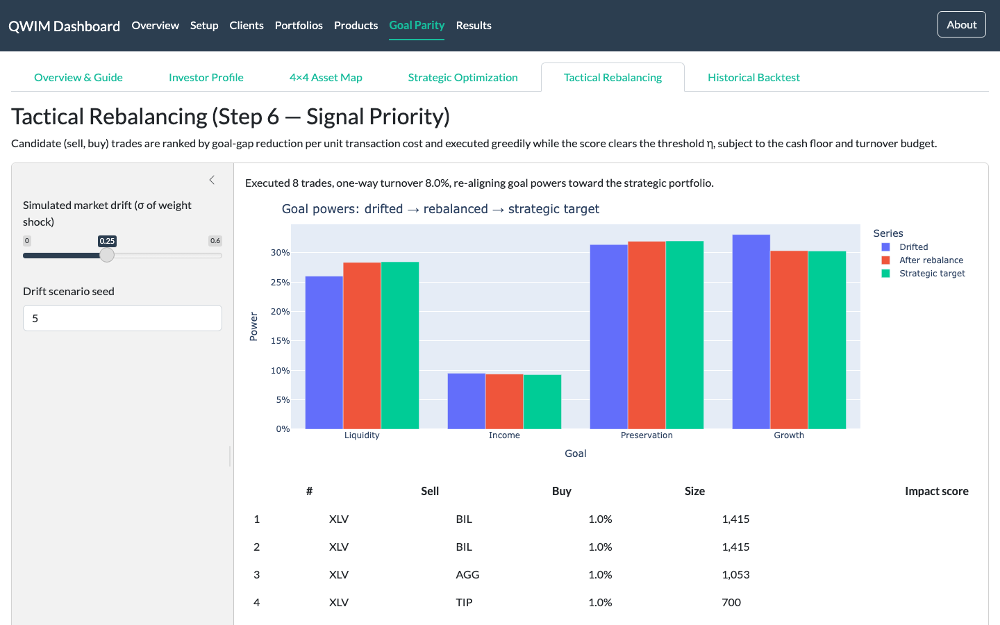 QWIM Dashboard Overview Setup Clients Portfolios Products Goal Parity Results About
Overview & Guide Investor Profile 4×4 Asset Map Strategic Optimization Tactical Rebalancing Historical Backtest
Tactical Rebalancing (Step 6 — Signal Priority)
Candidate (sell, buy) trades are ranked by goal-gap reduction per unit transaction cost and executed greedily while the score clears the threshold η, subject to the cash floor and turnover budget.
Simulated market drift (σ of weight
shock)
0 0.25 0.6
Drift scenario seed
5
Executed 8 trades, one-way turnover 8.0%, re-aligning goal powers toward the strategic portfolio.
Goal powers: drifted → rebalanced → strategic target
Series
Drifted
After rebalance
Strategic target
Power
30%
25%
20%
15%
10%
5%
0%
Liquidity Income Preservation Growth
Goal
# Sell Buy Size Impact score
1 XLV BIL 1.0% 1,415
2 XLV BIL 1.0% 1,415
3 XLV AGG 1.0% 1,053
4 XLV TIP 1.0% 700